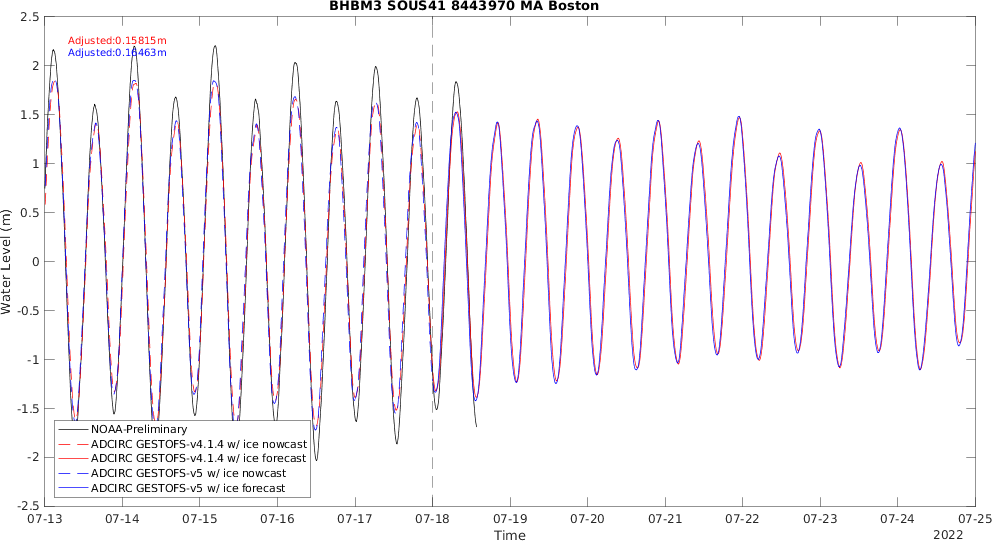 BHBM3 SOUS41 8443970 MA Boston
Adjusted:0.15815m
Adjusted:0.16463m
Water Level (m)
2.5
2
1.5
1
0.5
0
-0.5
-1
-1.5
-2
-2.5
NOAA-Preliminary
ADCIRC GESTOFS-v4.1.4 w/ ice nowcast
ADCIRC GESTOFS-v4.1.4 w/ ice forecast
ADCIRC GESTOFS-v5 w/ ice nowcast
ADCIRC GESTOFS-v5 w/ ice forecast
07-13 07-14 07-15 07-16 07-17 07-18 07-19 07-20 07-21 07-22 07-23 07-24 07-25
Time
2022